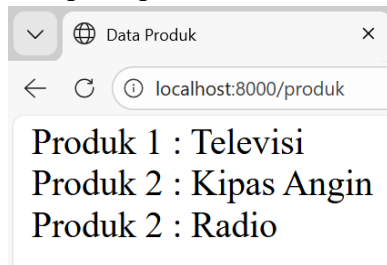 Data Produk
localhost:8000/produk
Produk 1 : Televisi
Produk 2 : Kipas Angin
Produk 2 : Radio